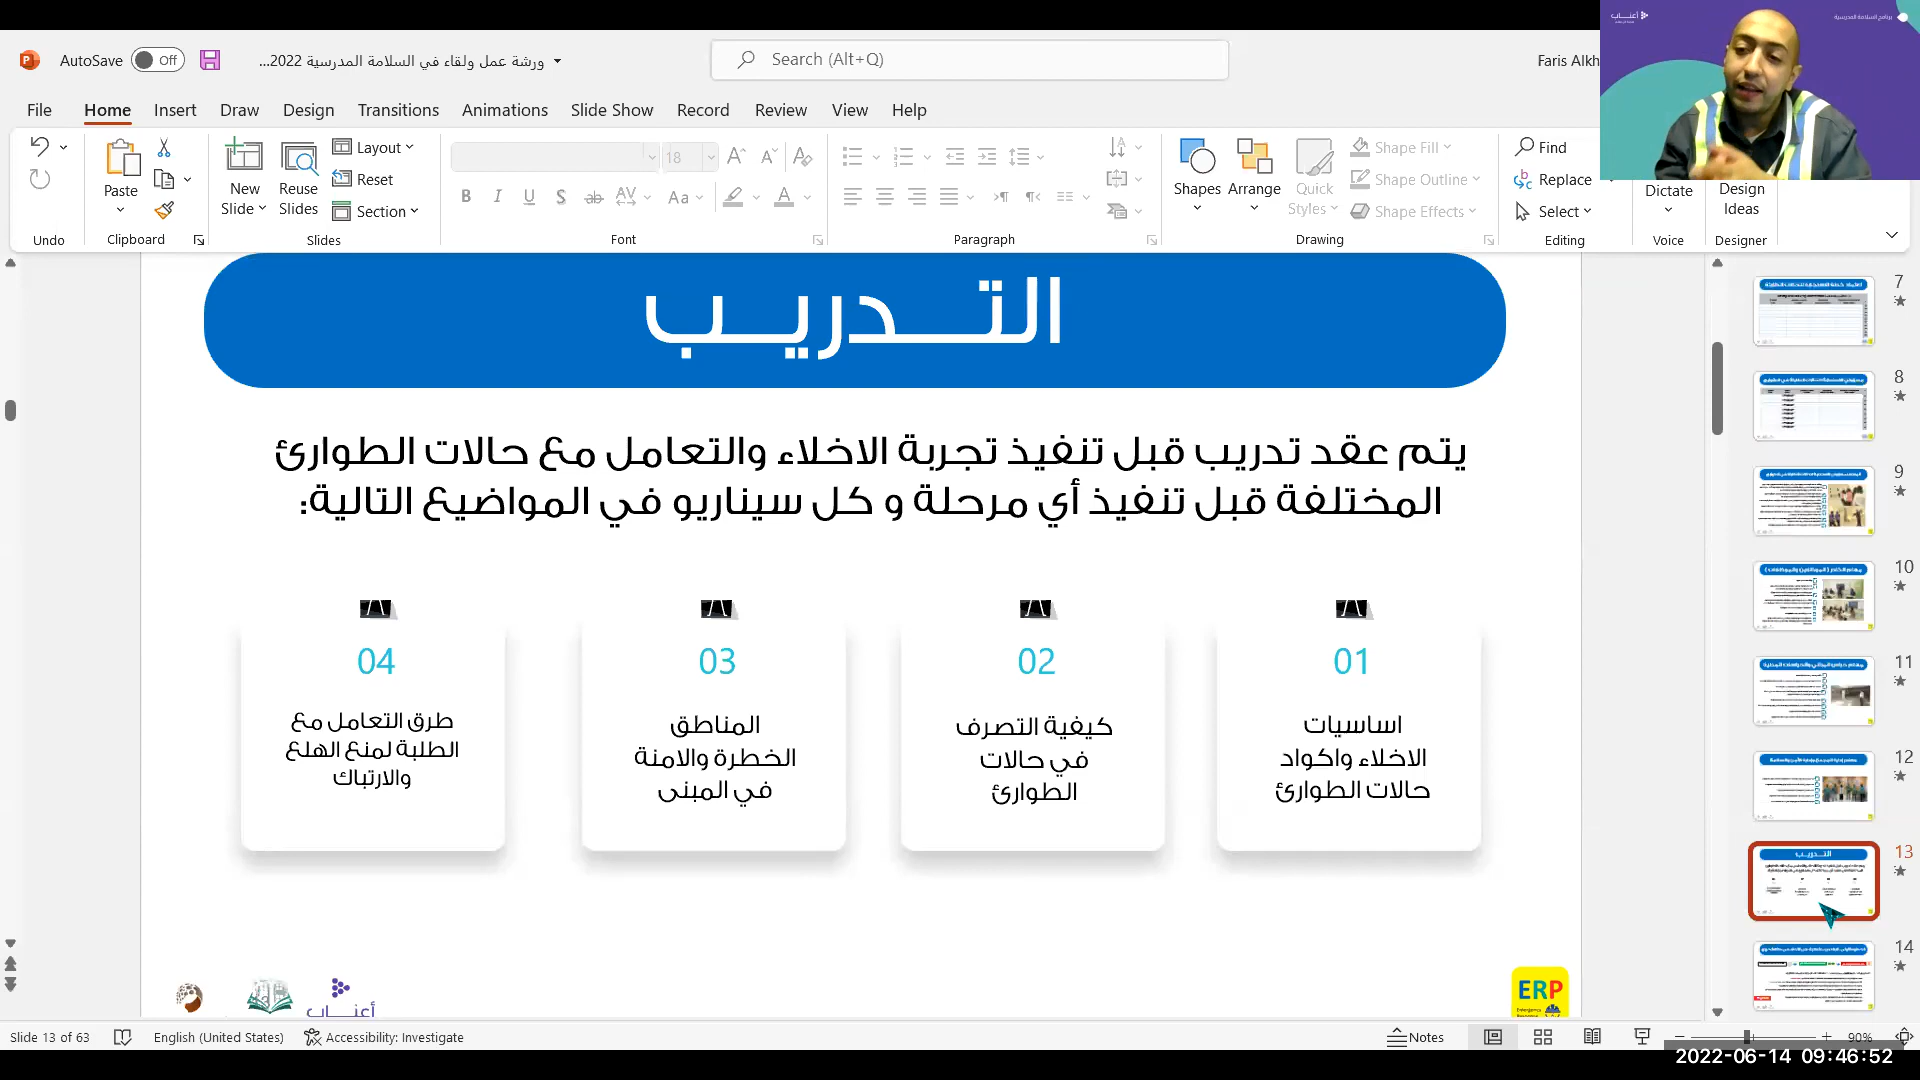 أعناب
برنامج السلامة المدرسية
AutoSave
Off
ورشة عمل ولقاء في السلامة المدرسية 2022...
Search (Alt+Q)
Faris Alkh
File
Home
Insert
Draw
Design
Transitions
Animations
Slide Show
Record
Review
View
Help
Undo
Paste
Clipboard
New
Slide
Reuse
Slides
Layout
Reset
Section
Slides
18
Font
Paragraph
Shapes
Arrange
Quick
Styles
Shape Fill
Shape Outline
Shape Effects
Drawing
Find
Replace
Select
Editing
Dictate
Voice
Design
Ideas
Designer
التـــدريـــب
يتم عقد تدريب قبل تنفيذ تجربة الاخلاء والتعامل مع حالات الطوارئ
المختلفة قبل تنفيذ أي مرحلة و كل سيناريو في المواضيع التالية:
01
اساسيات
الاخلاء واكواد
حالات الطوارئ
02
كيفية التصرف
في حالات
الطوارئ
03
المناطق
الخطرة والامنة
في المبنى
04
طرق التعامل مع
الطلبة لمنع الهلع
والارتباك
أعناب
ERP
7
8
9
10
11
12
13
التـــدريـــب
14
Slide 13 of 63
English (United States)
Accessibility: Investigate
Notes
90%
2022-06-14 09:46:52